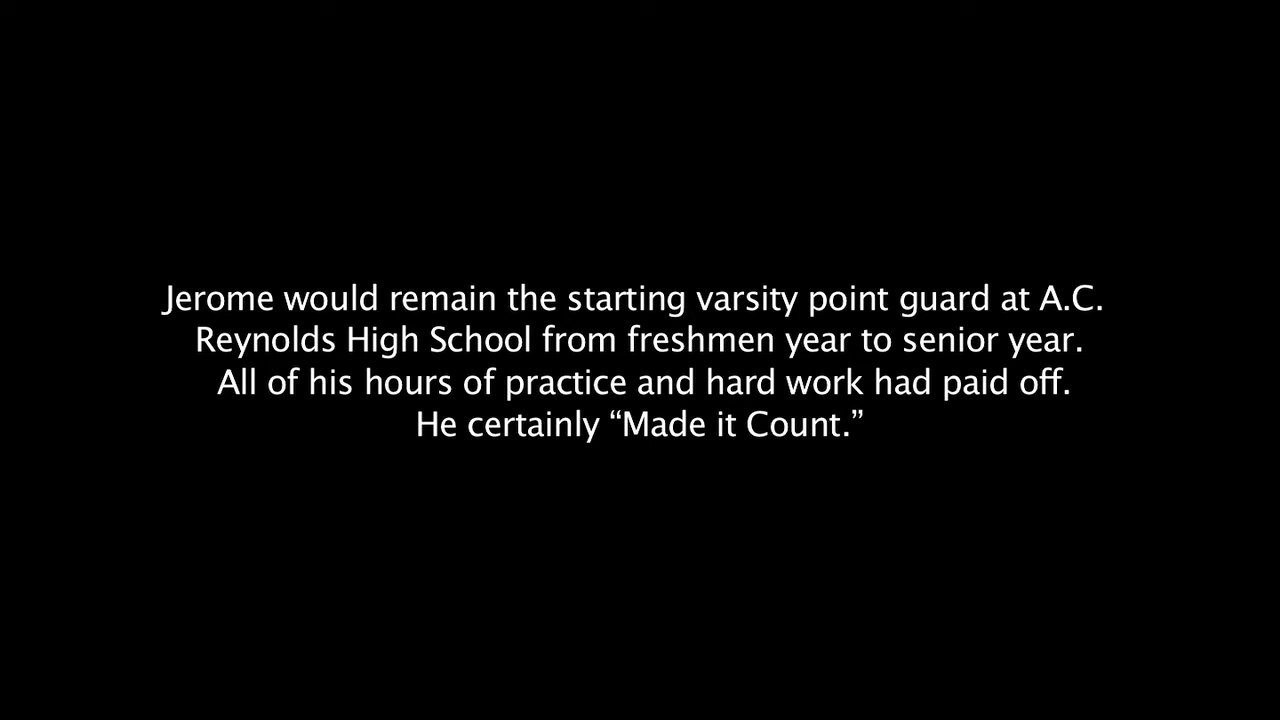 Jerome would remain the starting varsity point guard at A.C.
Reynolds High School from freshmen year to senior year.
All of his hours of practice and hard work had paid off.
He certainly “Made it Count.”